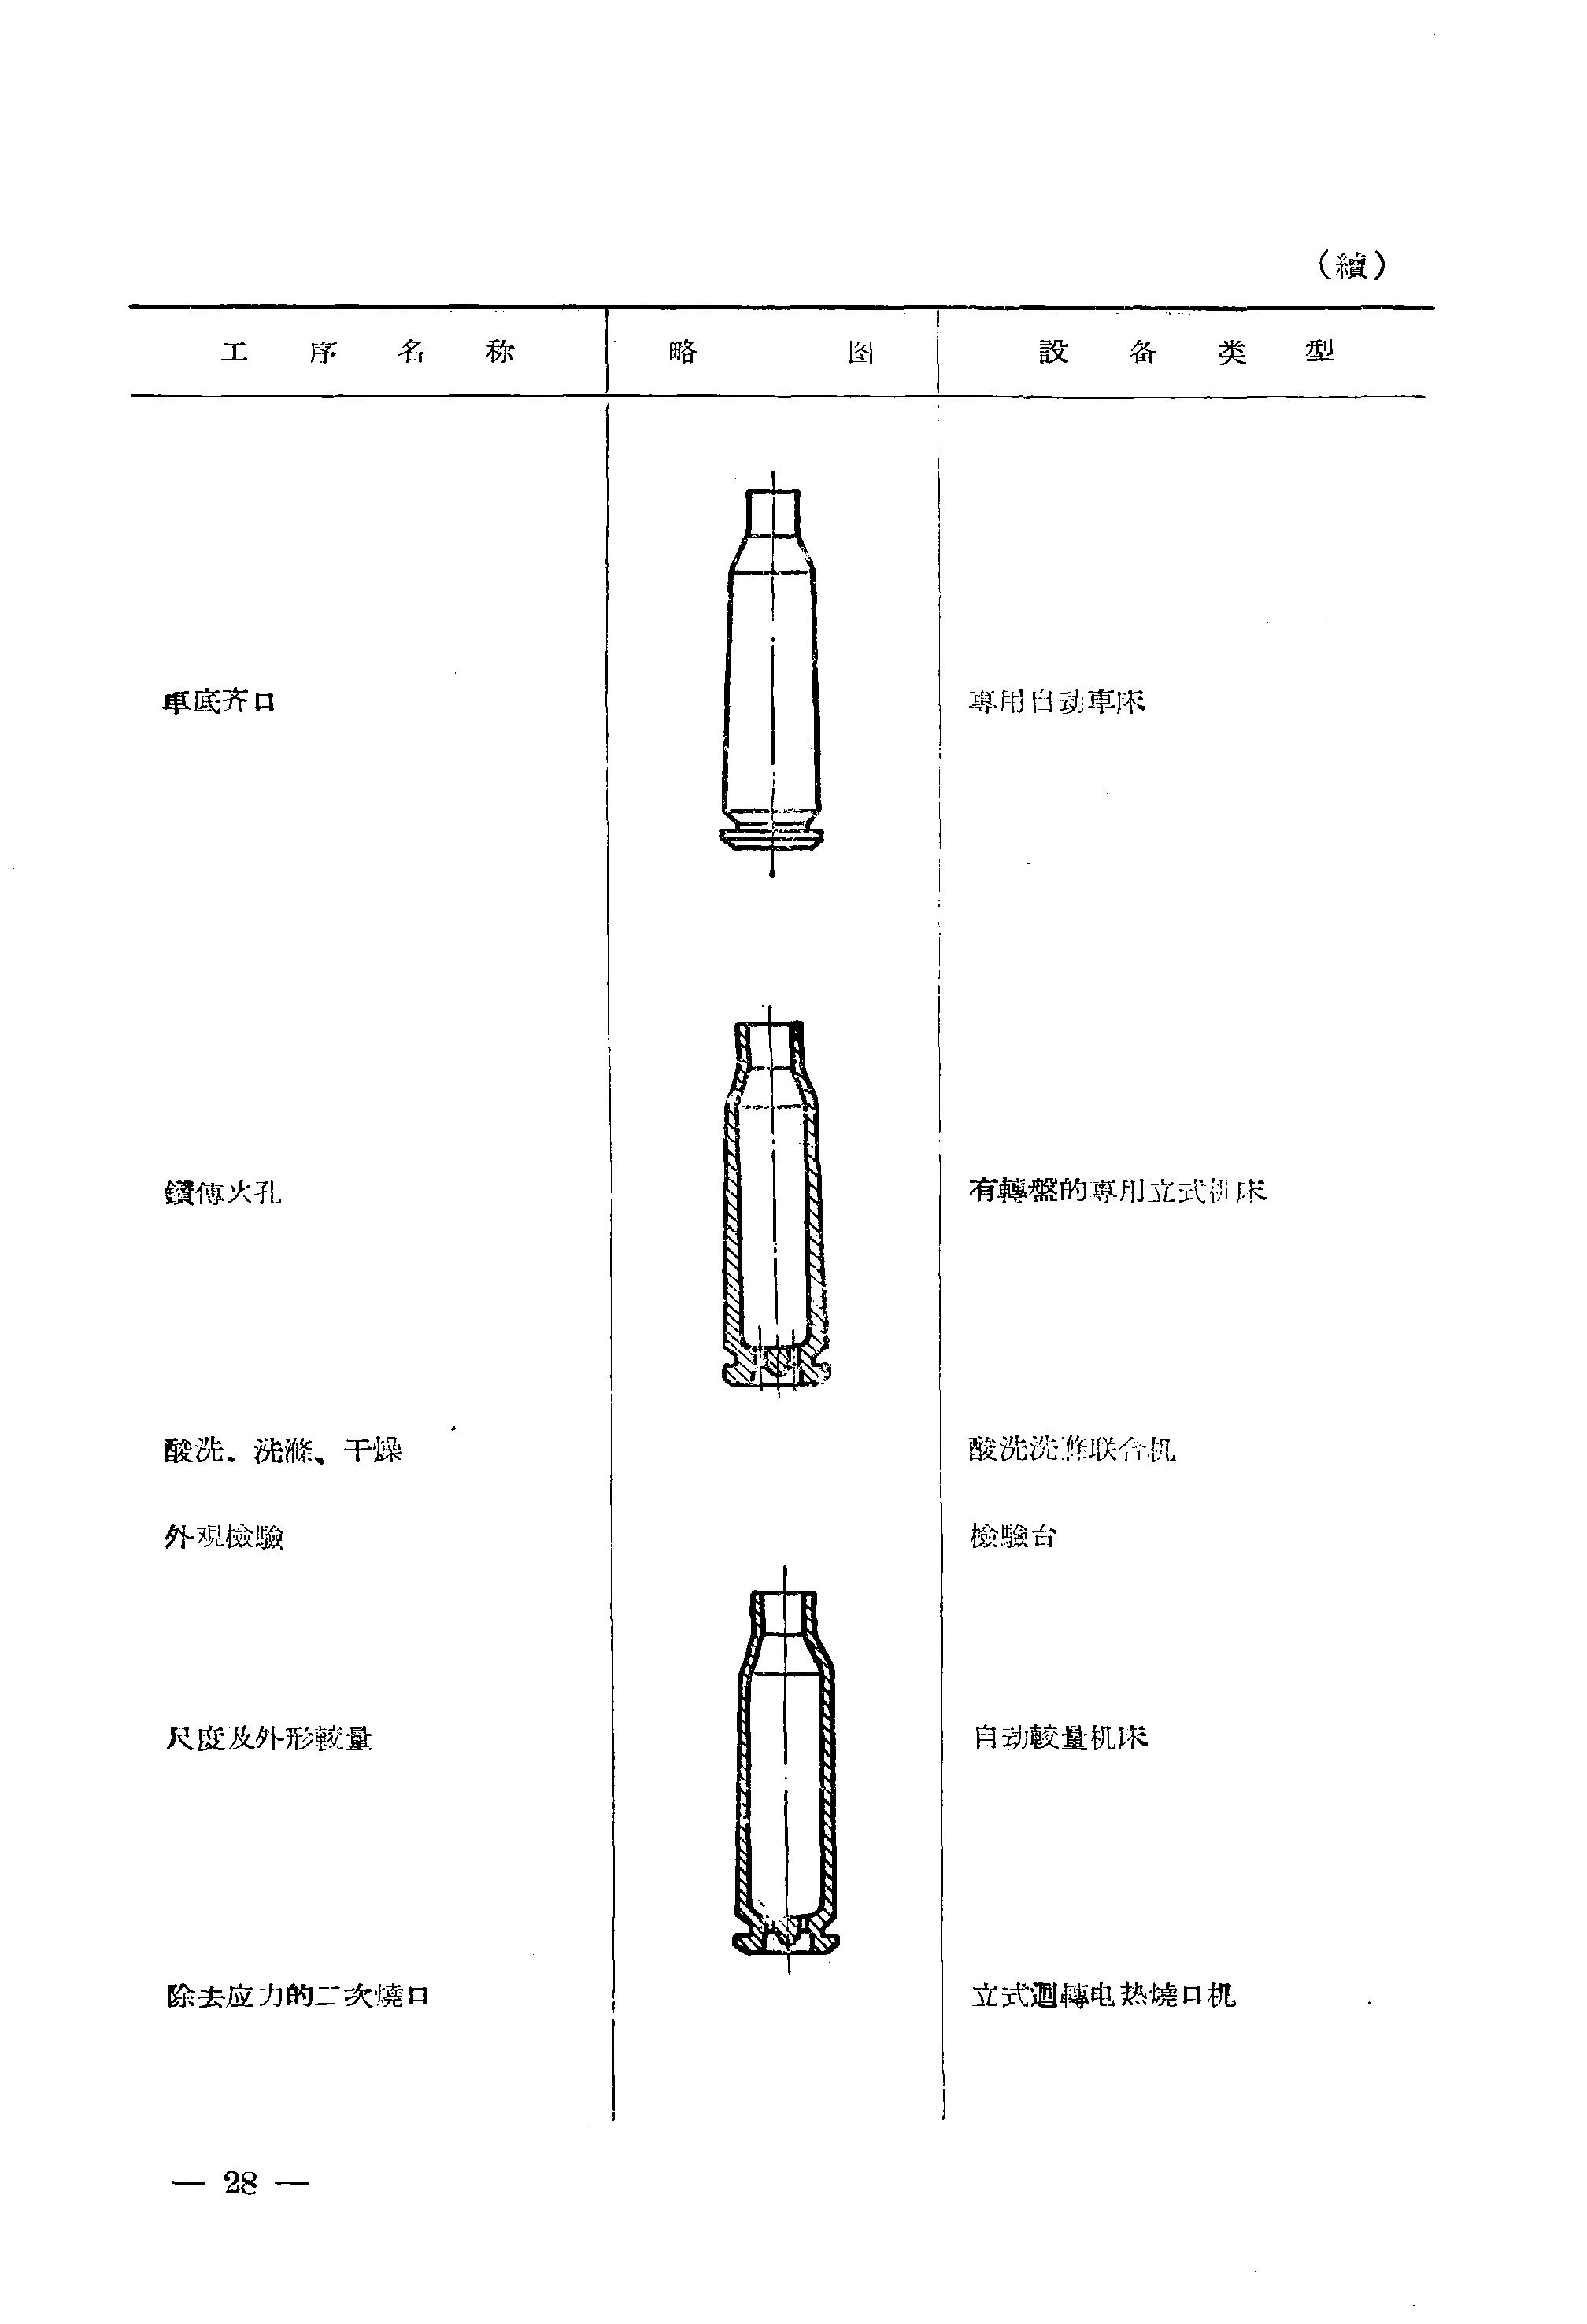 （續）
工序名称 略图 設备类型
車底齐口 專用自动車床
鑽傳火孔 有轉盤的專用立式机床
酸洗、洗滌、干燥 酸洗洗滌联合机
外观檢驗 檢驗台
尺度及外形較量 自动較量机床
除去应力的二次燒口 立式迴轉电热燒口机
— 28 —